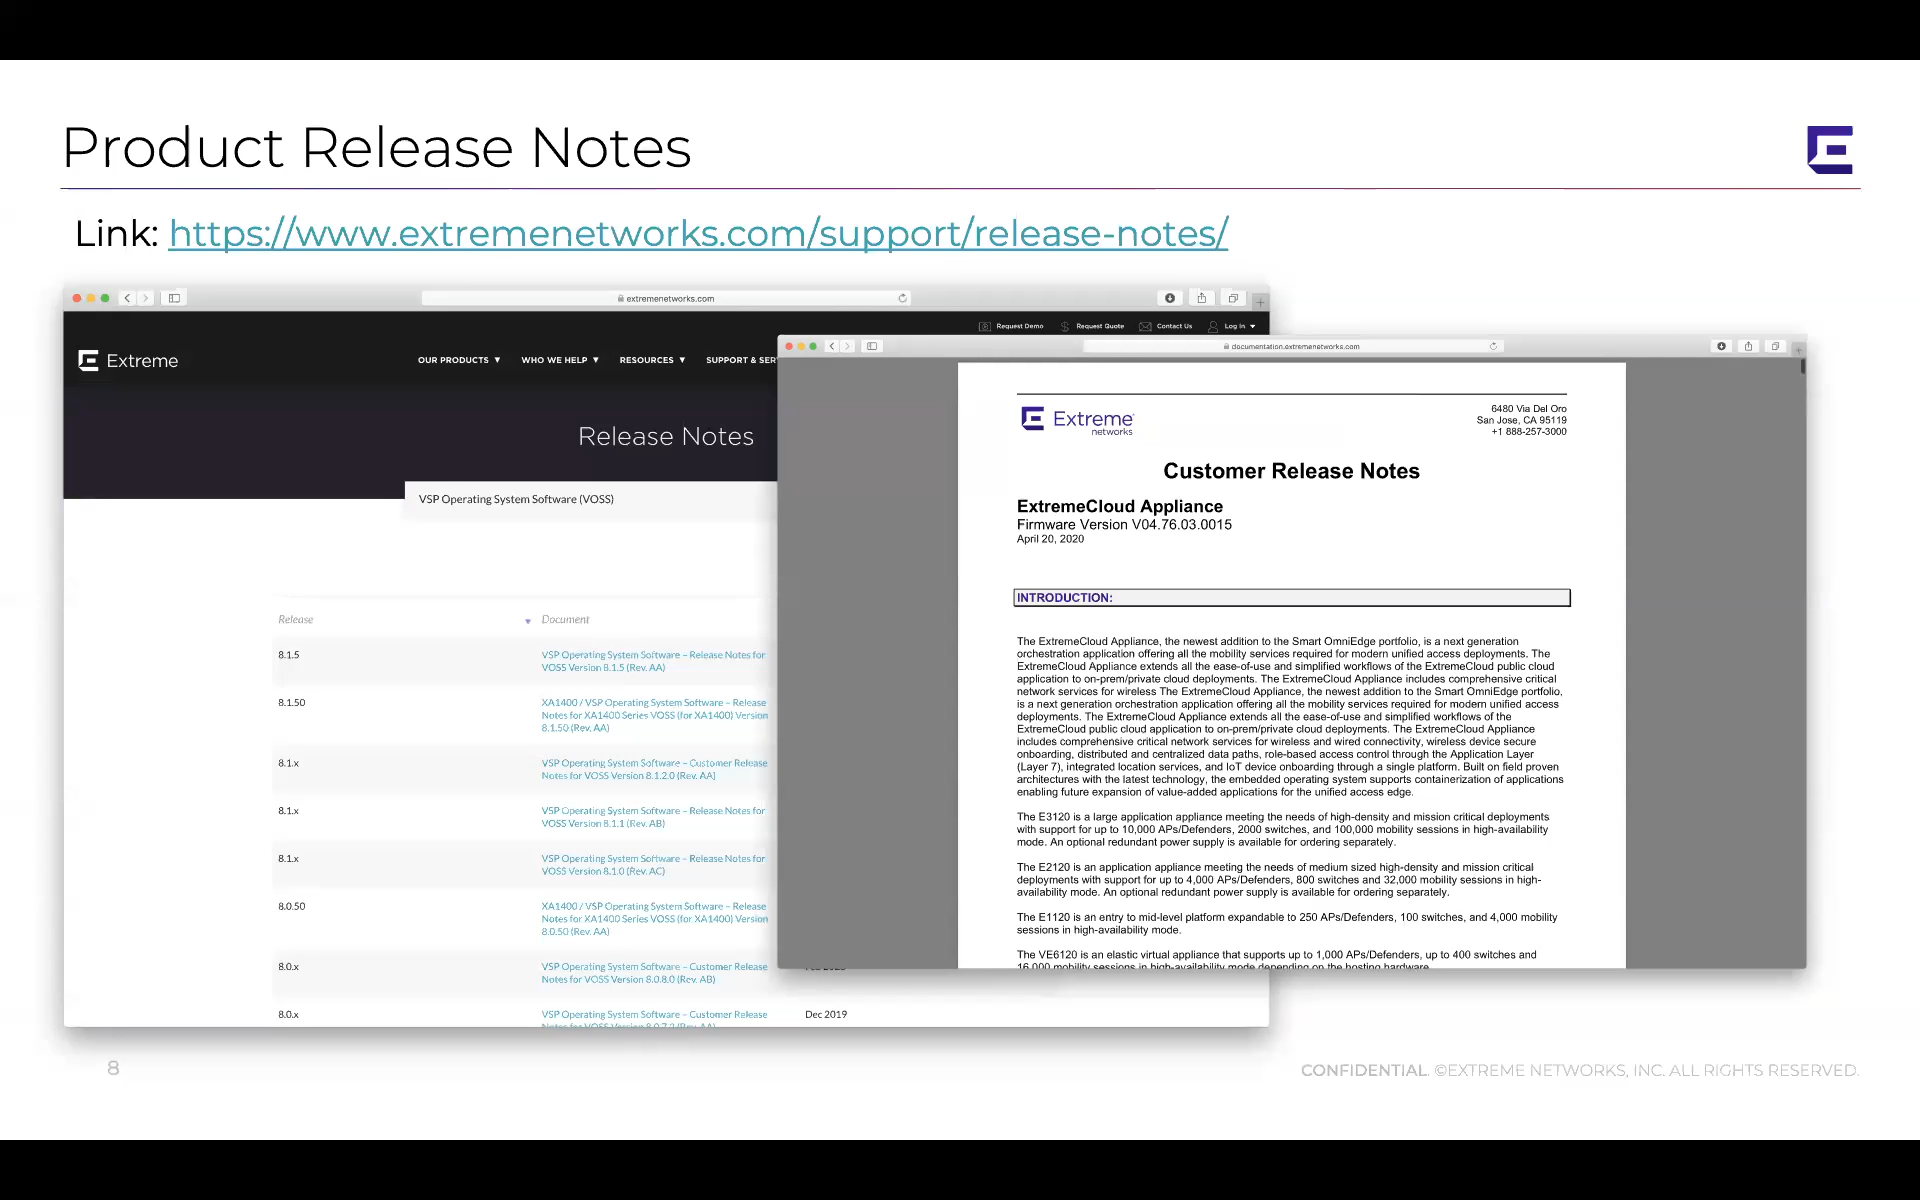 Product Release Notes
Link: https://www.extremenetworks.com/support/release-notes/
extremenetworks.com
Request Demo
Request Quote
Contact Us
Log In
Extreme
OUR PRODUCTS
WHO WE HELP
RESOURCES
SUPPORT & SER
Release Notes
VSP Operating System Software (VOSS)
Release
Document
8.1.5
VSP Operating System Software – Release Notes for
VOSS Version 8.1.5 (Rev. AA)
8.1.50
XA1400 / VSP Operating System Software – Release
Notes for XA1400 Series VOSS (for XA1400) Version
8.1.50 (Rev. AA)
8.1.x
VSP Operating System Software – Customer Release
Notes for VOSS Version 8.1.2.0 (Rev. AA)
8.1.x
VSP Operating System Software – Release Notes for
VOSS Version 8.1.1 (Rev. AB)
8.1.x
VSP Operating System Software – Release Notes for
VOSS Version 8.1.0 (Rev. AC)
8.0.50
XA1400 / VSP Operating System Software – Release
Notes for XA1400 Series VOSS (for XA1400) Version
8.0.50 (Rev. AA)
8.0.x
VSP Operating System Software – Customer Release
Notes for VOSS Version 8.0.8.0 (Rev. AB)
8.0.x
VSP Operating System Software – Customer Release
Dec 2019
documentation.extremenetworks.com
Extreme
networks
6480 Via Del Oro
San Jose, CA 95119
+1 888-257-3000
Customer Release Notes
ExtremeCloud Appliance
Firmware Version V04.76.03.0015
April 20, 2020
INTRODUCTION:
The ExtremeCloud Appliance, the newest addition to the Smart OmniEdge portfolio, is a next generation
orchestration application offering all the mobility services required for modern unified access deployments. The
ExtremeCloud Appliance extends all the ease-of-use and simplified workflows of the ExtremeCloud public cloud
application to on-prem/private cloud deployments. The ExtremeCloud Appliance includes comprehensive critical
network services for wireless The ExtremeCloud Appliance, the newest addition to the Smart OmniEdge portfolio,
is a next generation orchestration application offering all the mobility services required for modern unified access
deployments. The ExtremeCloud Appliance extends all the ease-of-use and simplified workflows of the
ExtremeCloud public cloud application to on-prem/private cloud deployments. The ExtremeCloud Appliance
includes comprehensive critical network services for wireless and wired connectivity, wireless device secure
onboarding, distributed and centralized data paths, role-based access control through the Application Layer
(Layer 7), integrated location services, and IoT device onboarding through a single platform. Built on field proven
architectures with the latest technology, the embedded operating system supports containerization of applications
enabling future expansion of value-added applications for the unified access edge.
The E3120 is a large application appliance meeting the needs of high-density and mission critical deployments
with support for up to 10,000 APs/Defenders, 2000 switches, and 100,000 mobility sessions in high-availability
mode. An optional redundant power supply is available for ordering separately.
The E2120 is an application appliance meeting the needs of medium sized high-density and mission critical
deployments with support for up to 4,000 APs/Defenders, 800 switches and 32,000 mobility sessions in high-
availability mode. An optional redundant power supply is available for ordering separately.
The E1120 is an entry to mid-level platform expandable to 250 APs/Defenders, 100 switches, and 4,000 mobility
sessions in high-availability mode.
The VE6120 is an elastic virtual appliance that supports up to 1,000 APs/Defenders, up to 400 switches and
16,000 mobility sessions in high-availability mode depending on the hosting hardware.
8
CONFIDENTIAL. ©EXTREME NETWORKS, INC. ALL RIGHTS RESERVED.